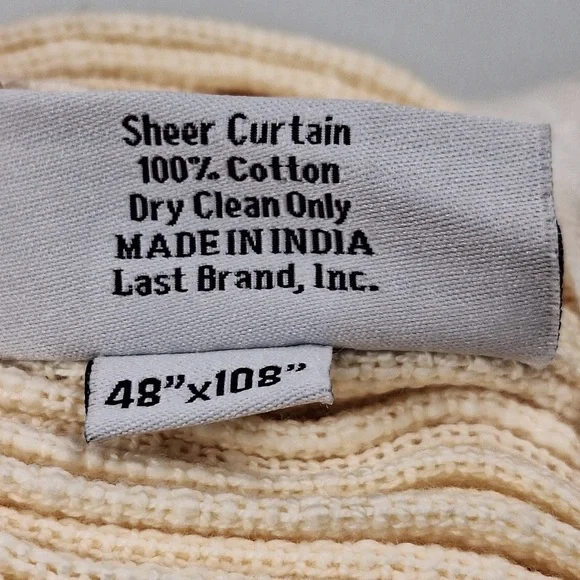 Sheer Curtain
100% Cotton
Dry Clean Only
MADE IN INDIA
Last Brand, Inc.
48”x108”